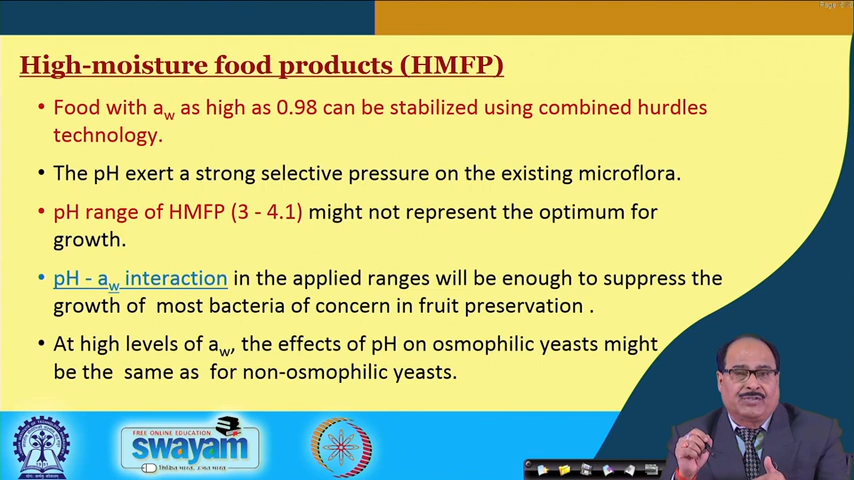 High-moisture food products (HMFP)
• Food with aw as high as 0.98 can be stabilized using combined hurdles
technology.
• The pH exert a strong selective pressure on the existing microflora.
• pH range of HMFP (3 - 4.1) might not represent the optimum for
growth.
• pH - aw interaction in the applied ranges will be enough to suppress the
growth of most bacteria of concern in fruit preservation .
• At high levels of aw, the effects of pH on osmophilic yeasts might
be the same as for non-osmophilic yeasts.
FREE ONLINE EDUCATION
swayam
शिक्षित भारत, उन्नत भारत